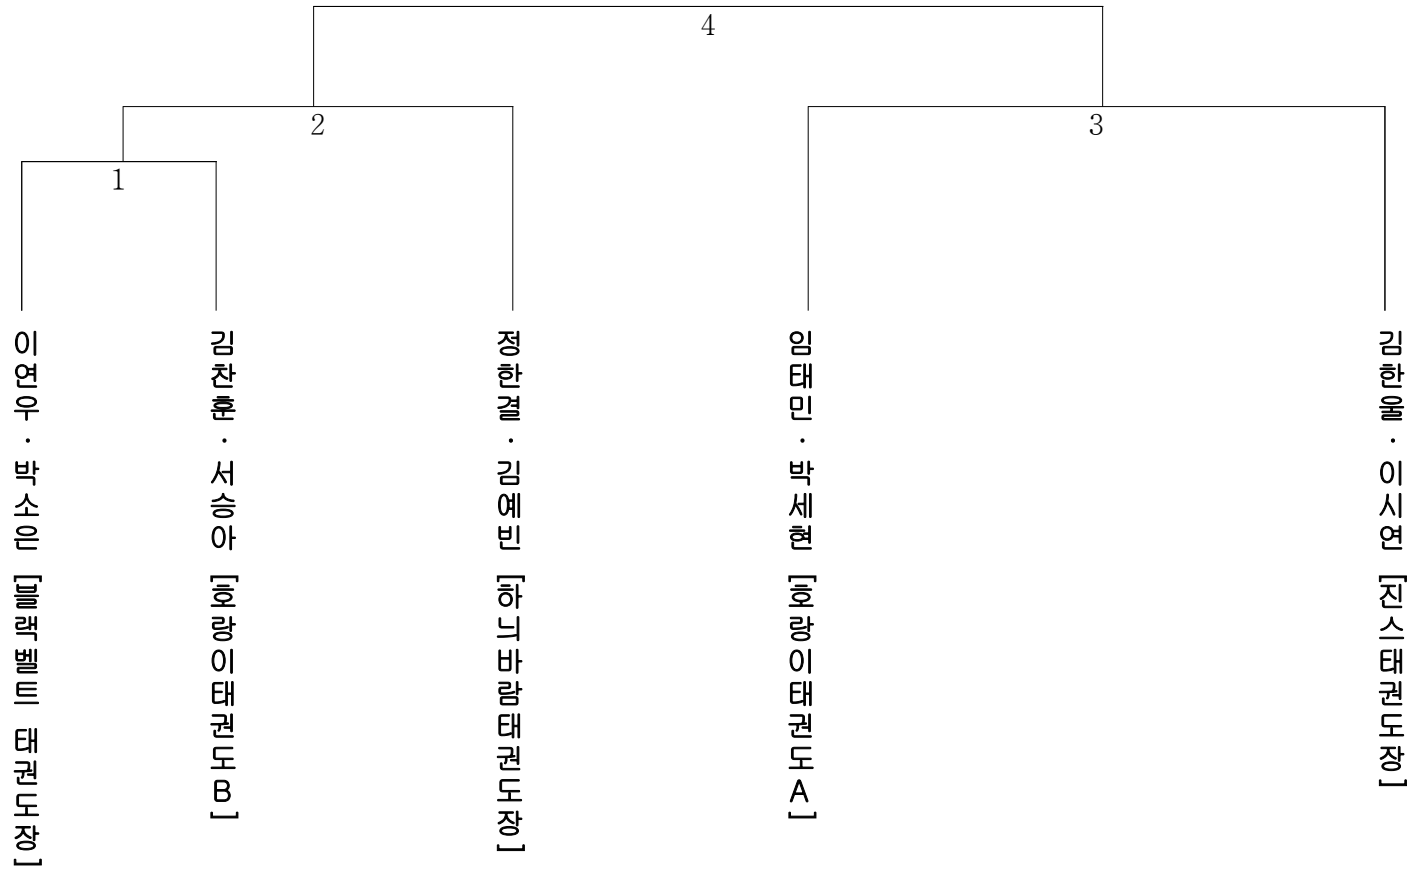 4
2
3
1
이연우 · 박소은 [블랙벨트 태권도장]
김찬훈 · 서승아 [호랑이태권도B]
정한결 · 김예빈 [하늬바람태권도장]
임태민 · 박세현 [호랑이태권도A]
김한울 · 이시연 [진스태권도장]